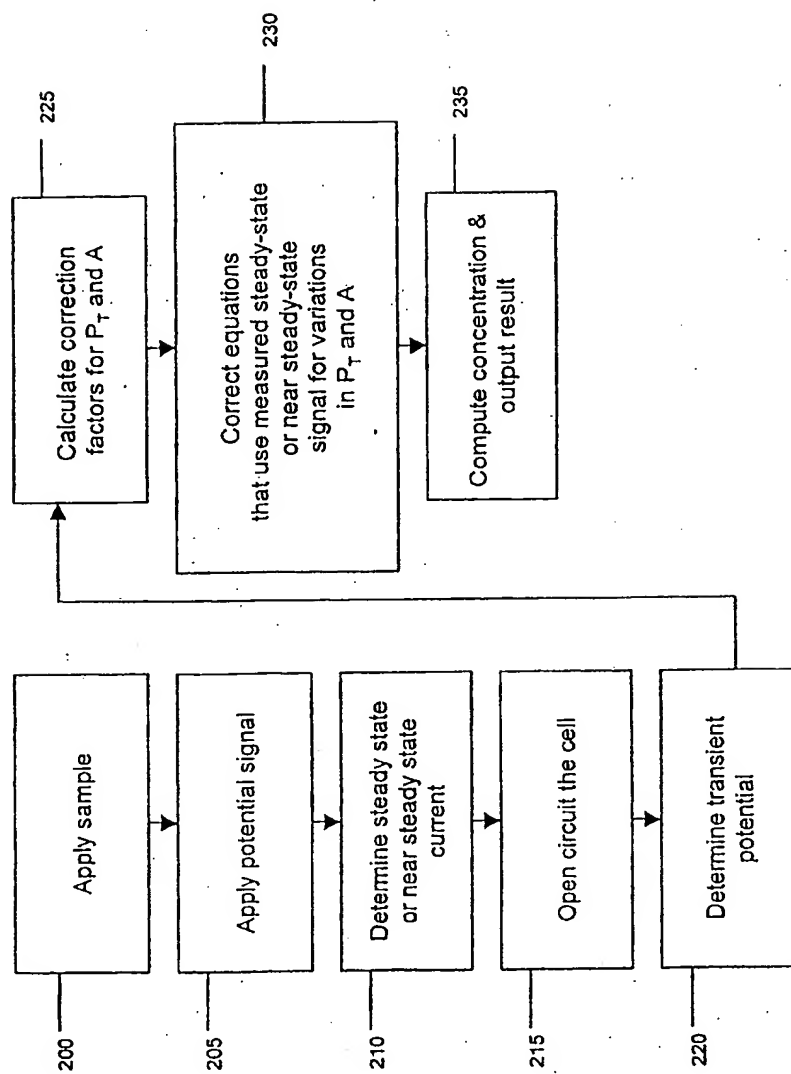 200
Apply sample
205
Apply potential signal
210
Determine steady state
or near steady state
current
215
Open circuit the cell
220
Determine transient
potential
225
Calculate correction
factors for P_T and A
230
Correct equations
that use measured steady-state
or near steady-state
signal for variations
in P_T and A
235
Compute concentration &
output result